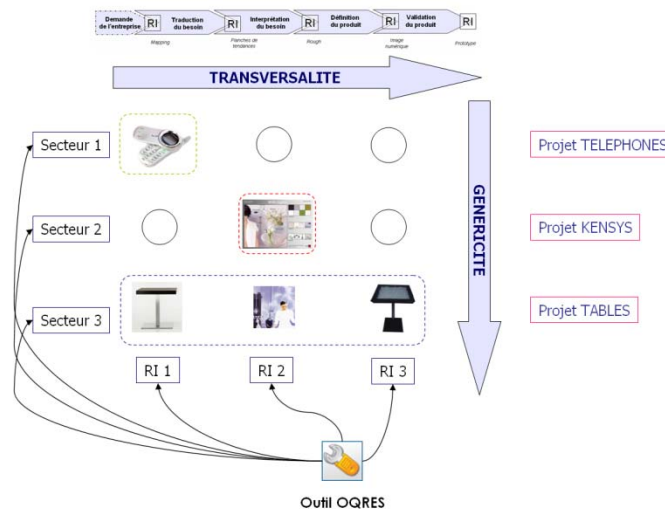 Demande
de l'entreprise
RI
Traduction
du besoin
RI
Interprétation
du besoin
RI
Définition
du produit
RI
Validation
du produit
RI
Mapping
Planches de
tendances
Rough
Image
numérique
Prototype
TRANSVERSALITE
Secteur 1
Projet TELEPHONES
GENERICITE
Secteur 2
Projet KENSYS
Secteur 3
Projet TABLES
RI 1
RI 2
RI 3
Outil OQRES